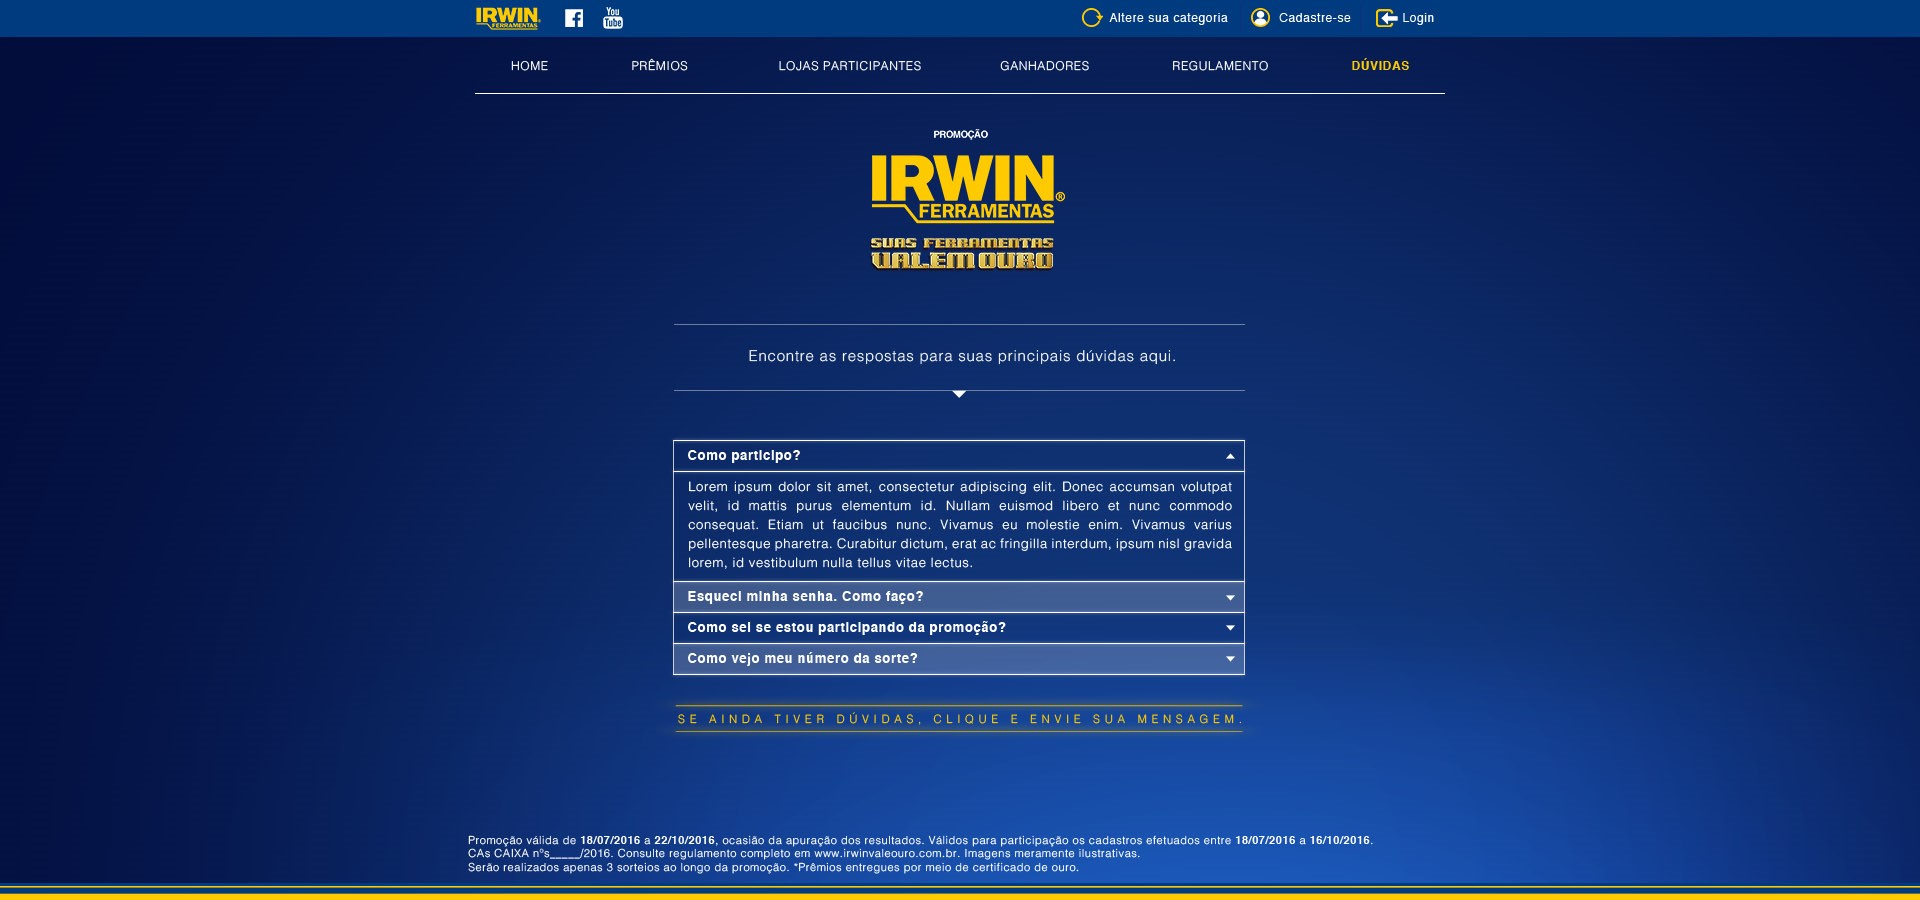 IRWIN
FERRAMENTAS
You
Tube
Altere sua categoria
Cadastre-se
Login
HOME
PRÊMIOS
LOJAS PARTICIPANTES
GANHADORES
REGULAMENTO
DÚVIDAS
PROMOÇÃO
IRWIN®
FERRAMENTAS
SUAS FERRAMENTAS
VALEM OURO
Encontre as respostas para suas principais dúvidas aqui.
Como participo?
Lorem ipsum dolor sit amet, consectetur adipiscing elit. Donec accumsan volutpat
velit, id mattis purus elementum id. Nullam euismod libero et nunc commodo
consequat. Etiam ut faucibus nunc. Vivamus eu molestie enim. Vivamus varius
pellentesque pharetra. Curabitur dictum, erat ac fringilla interdum, ipsum nisl gravida
lorem, id vestibulum nulla tellus vitae lectus.
Esqueci minha senha. Como faço?
Como sei se estou participando da promoção?
Como vejo meu número da sorte?
SE AINDA TIVER DÚVIDAS, CLIQUE E ENVIE SUA MENSAGEM.
Promoção válida de 18/07/2016 a 22/10/2016, ocasião da apuração dos resultados. Válidos para participação os cadastros efetuados entre 18/07/2016 a 16/10/2016.
CAs CAIXA nºs_____/2016. Consulte regulamento completo em www.irwinvaleouro.com.br. Imagens meramente ilustrativas.
Serão realizados apenas 3 sorteios ao longo da promoção. *Prêmios entregues por meio de certificado de ouro.